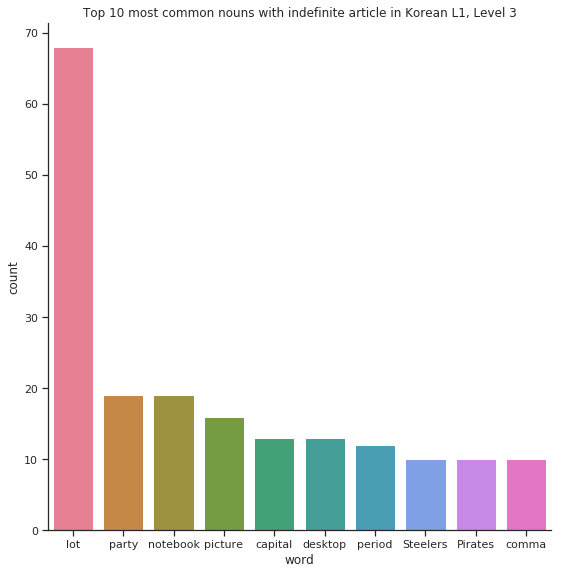 Top 10 most common nouns with indefinite article in Korean L1, Level 3
70
60
50
40
30
20
10
0
count
lot party notebook picture capital desktop period Steelers Pirates comma
word